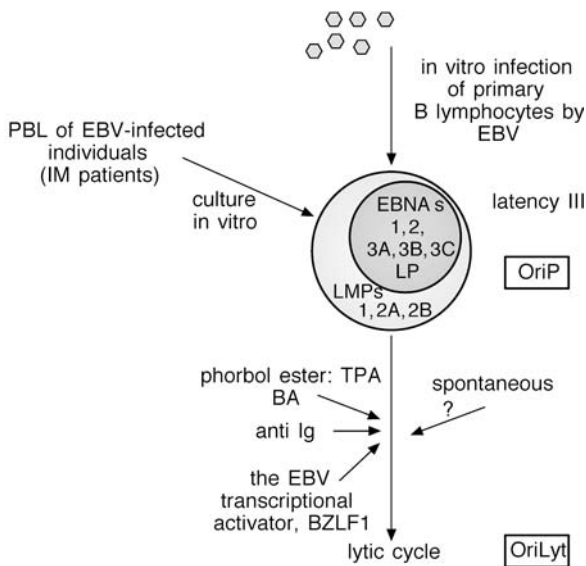 in vitro infection
of primary
B lymphocytes by
EBV
PBL of EBV-infected
individuals
(IM patients)
culture
in vitro
latency III
EBNA s
1, 2,
3A, 3B, 3C
LP
OriP
LMPs
1, 2A, 2B
phorbol ester: TPA
BA
anti Ig
spontaneous
?
the EBV
transcriptional
activator, BZLF1
lytic cycle
OriLyt